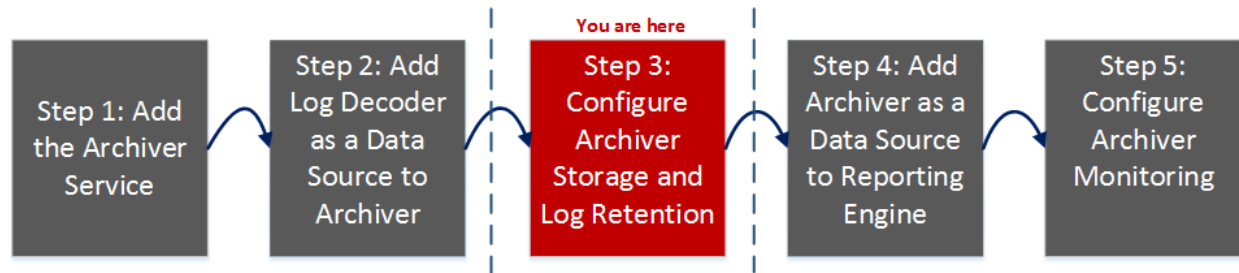 You are here
Step 1: Add
the Archiver
Service
Step 2: Add
Log Decoder
as a Data
Source to
Archiver
Step 3:
Configure
Archiver
Storage and
Log Retention
Step 4: Add
Archiver as a
Data Source
to Reporting
Engine
Step 5:
Configure
Archiver
Monitoring